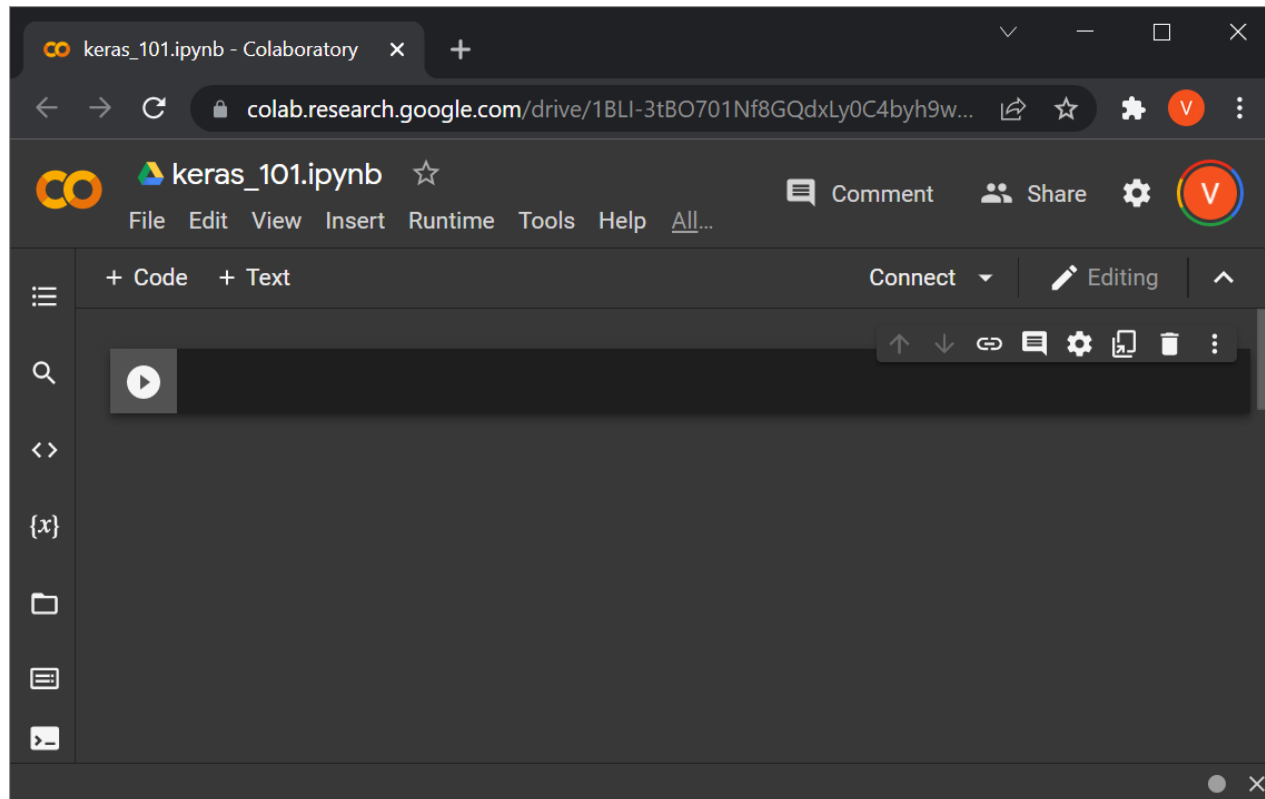 keras_101.ipynb - Colaboratory
colab.research.google.com/drive/1BLI-3tBO701Nf8GQdxLy0C4byh9w...
V
keras_101.ipynb
Comment
Share
V
File Edit View Insert Runtime Tools Help All...
+ Code + Text
Connect
Editing
{x}